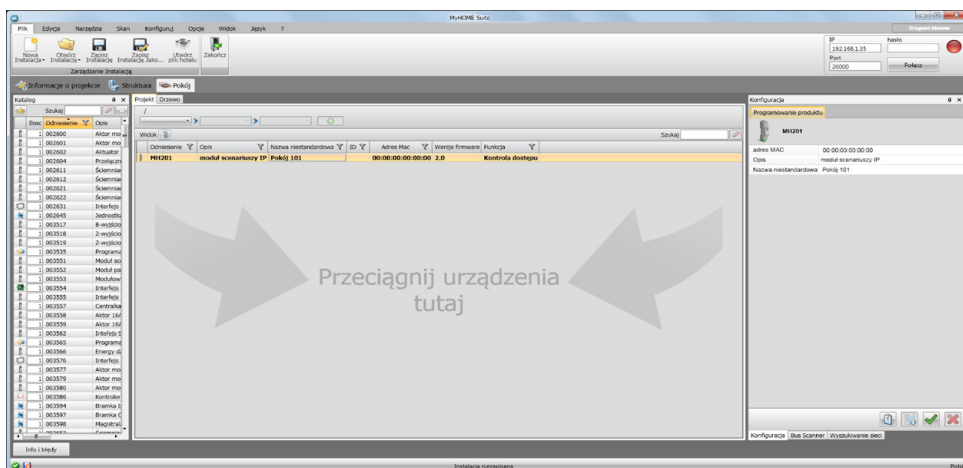 MyHOME Suite
Plik Edycja Narzędzia Skan Konfiguruj Opcje Widok Język ?
Nowa Instalacja
Otwórz Instalację
Zapisz Instalację
Zapisz Instalację Jako...
Utwórz plik hotelu
Zakończ
Zarządzanie Instalacją
IP
192.168.1.35
hasło
Port
20000
Połącz
Informacje o projekcie Struktura Pokój
Katalog
Szukaj
Ilosc Odniesienie Opis
1 002600 Aktor mo
1 002601 Aktor mo
1 002602 Aktuator
1 002604 Przełączn
1 002611 Ściemnia
1 002612 Ściemnia
1 002621 Ściemnia
1 002622 Ściemnia
1 002631 Interfejs
1 002645 Jednostka
1 003517 8-wyjścio
1 003518 2-wyjścio
1 003519 2-wyjścio
1 003535 Programa
1 003551 Moduł sc
1 003552 Moduł pa
1 003553 Modułow
1 003554 Interfejs
1 003555 Interfejs
1 003557 Centralka
1 003558 Aktor 16A
1 003559 Aktor 16A
1 003562 Intefejs S
1 003565 Programa
1 003566 Energy da
1 003576 Interfejs
1 003577 Aktor mo
1 003579 Aktor mo
1 003580 Aktor mo
1 003586 Kontroler
1 003594 Bramka E
1 003597 Bramka C
1 003598 Magistral
Projekt Drzewo
/
Widok
Szukaj
Odniesienie Opis Nazwa niestandardowa ID Adres Mac Wersja firmware Funkcja
MH201 moduł scenariuszy IP Pokój 101 00:00:00:00:00:00 2.0 Kontrola dostępu
Przeciągnij urządzenia
tutaj
Konfiguracja
Programowanie produktu
MH201
adres MAC 00:00:00:00:00:00
Opis moduł scenariuszy IP
Nazwa niestandardowa Pokój 101
Konfiguracja Bus Scanner Wyszukiwanie sieci
Info i błędy
Instalacja niezapisana